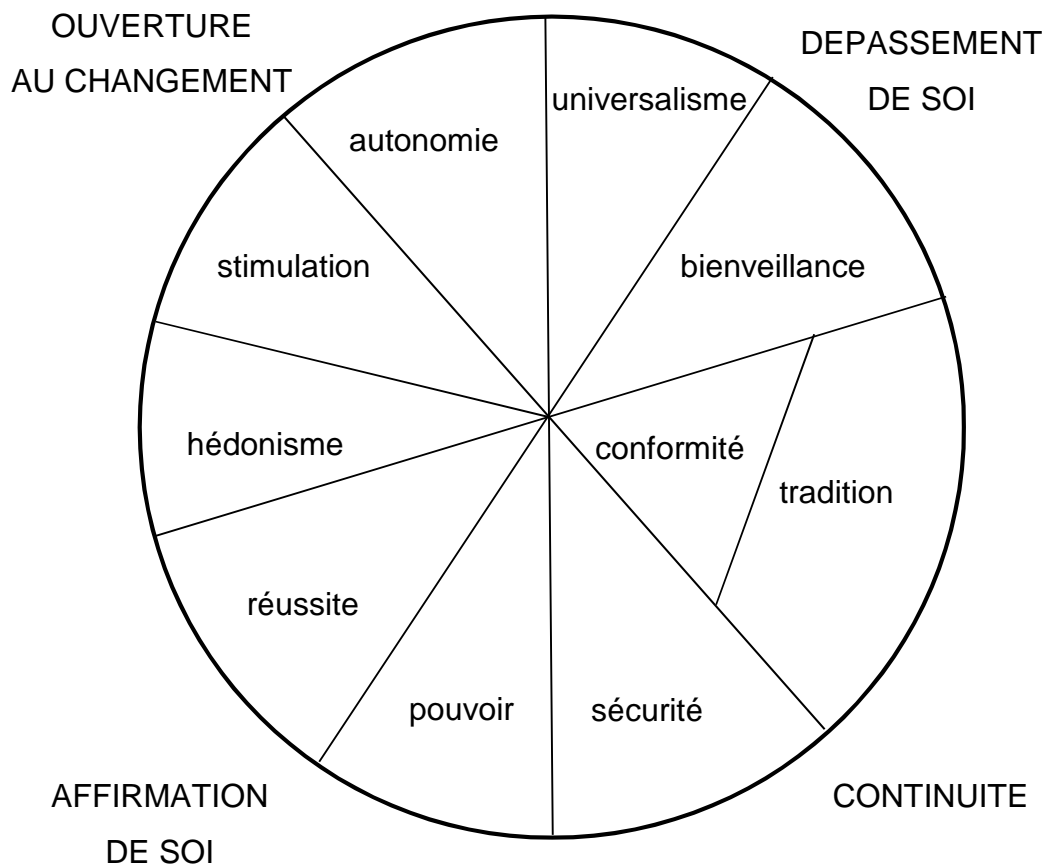 OUVERTURE
AU CHANGEMENT
DEPASSEMENT
DE SOI
universalisme
autonomie
stimulation
bienveillance
hédonisme
conformité
tradition
réussite
pouvoir
sécurité
AFFIRMATION
DE SOI
CONTINUITE